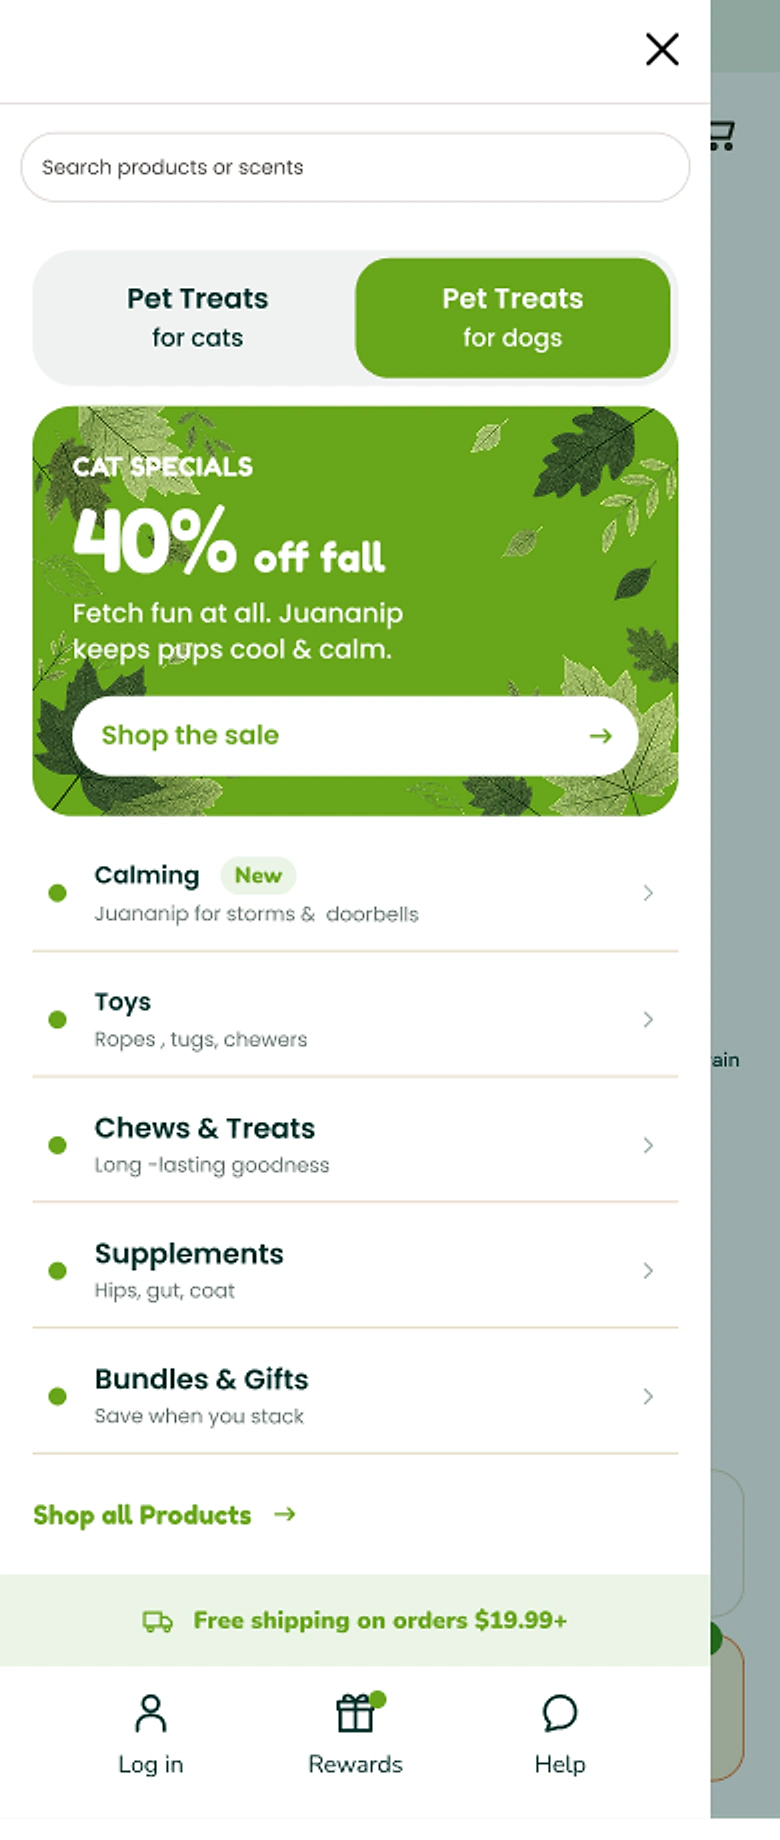 Search products or scents
Pet Treats
for cats
Pet Treats
for dogs
CAT SPECIALS
40% off fall
Fetch fun at all. Juananip
keeps pups cool & calm.
Shop the sale →
Calming New
Juananip for storms & doorbells
Toys
Ropes , tugs, chewers
rain
Chews & Treats
Long -lasting goodness
Supplements
Hips, gut, coat
Bundles & Gifts
Save when you stack
Shop all Products →
Free shipping on orders $19.99+
Log in
Rewards
Help